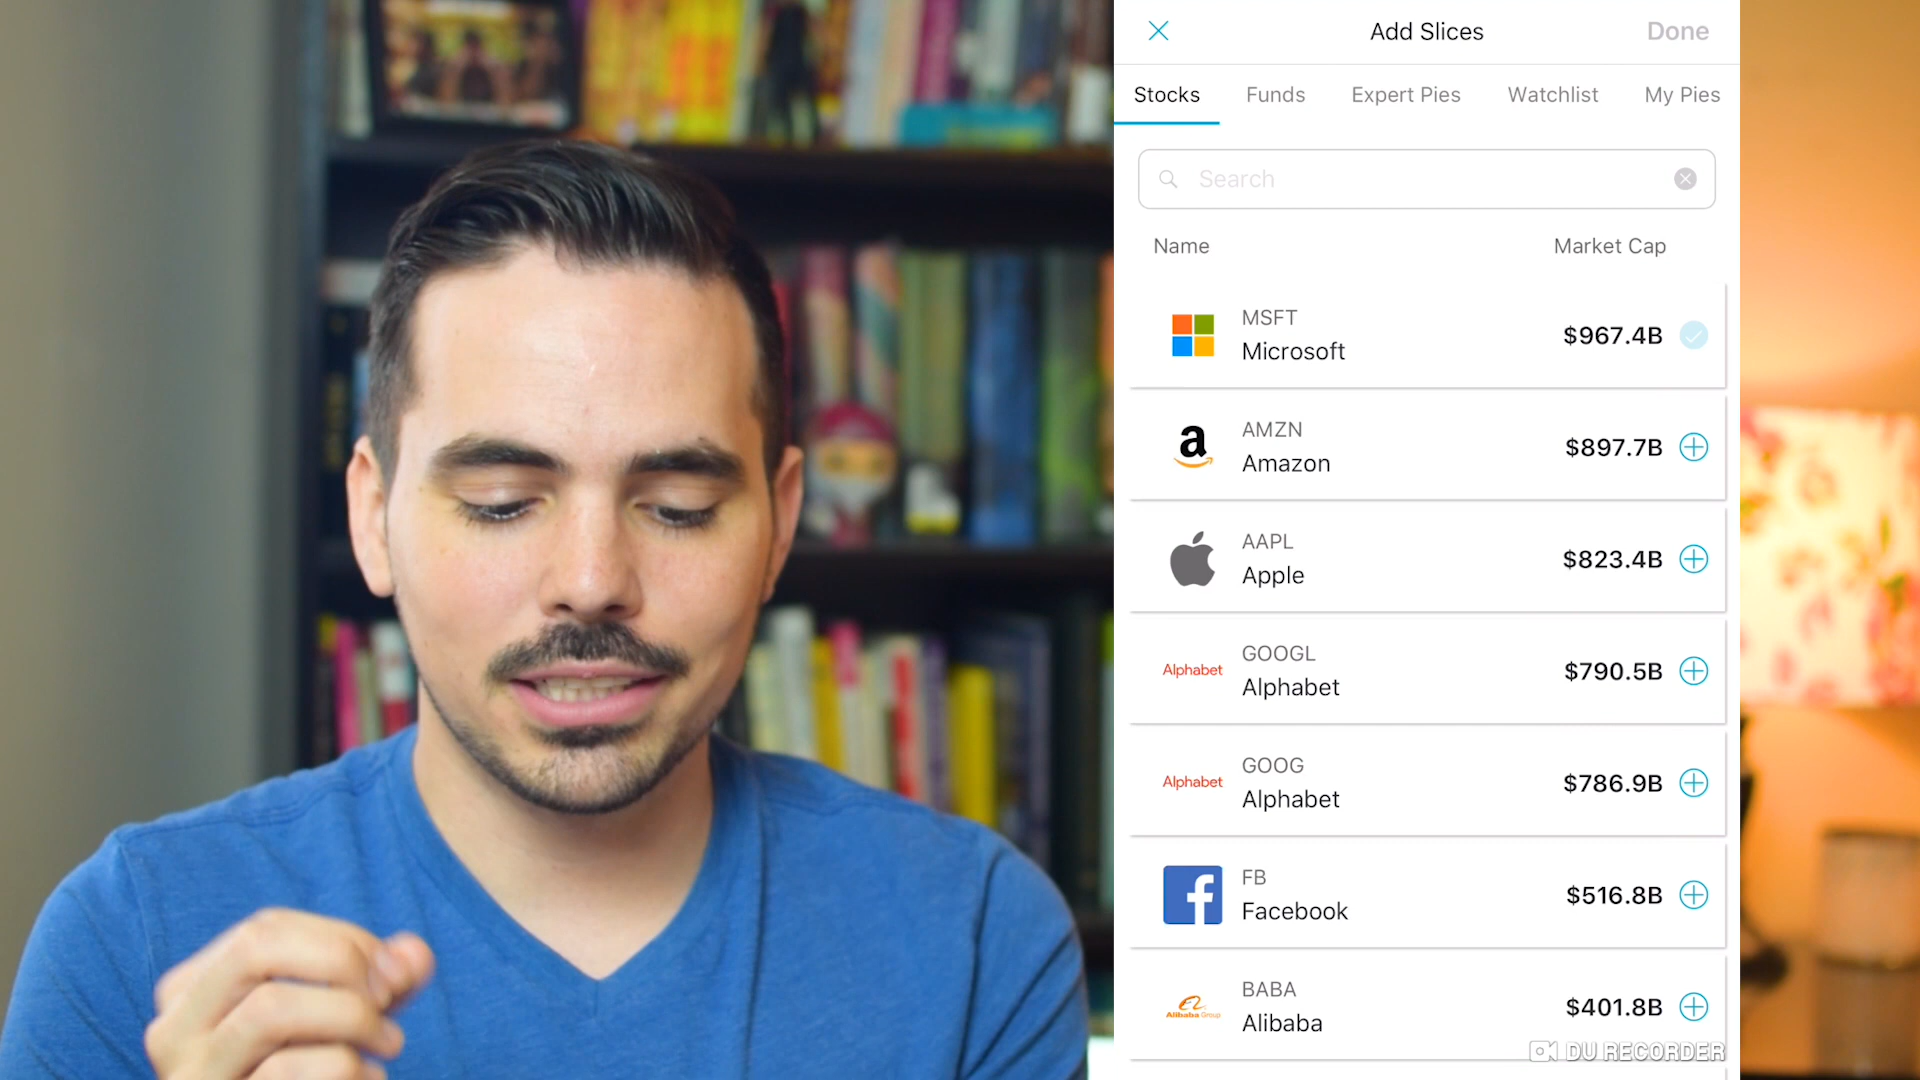 Add Slices
Done
Stocks
Funds
Expert Pies
Watchlist
My Pies
Search
Name
Market Cap
MSFT
Microsoft
$967.4B
a
AMZN
Amazon
$897.7B
AAPL
Apple
$823.4B
Alphabet
GOOGL
Alphabet
$790.5B
Alphabet
GOOG
Alphabet
$786.9B
f
FB
Facebook
$516.8B
Alibaba Group
BABA
Alibaba
$401.8B
DU RECORDER